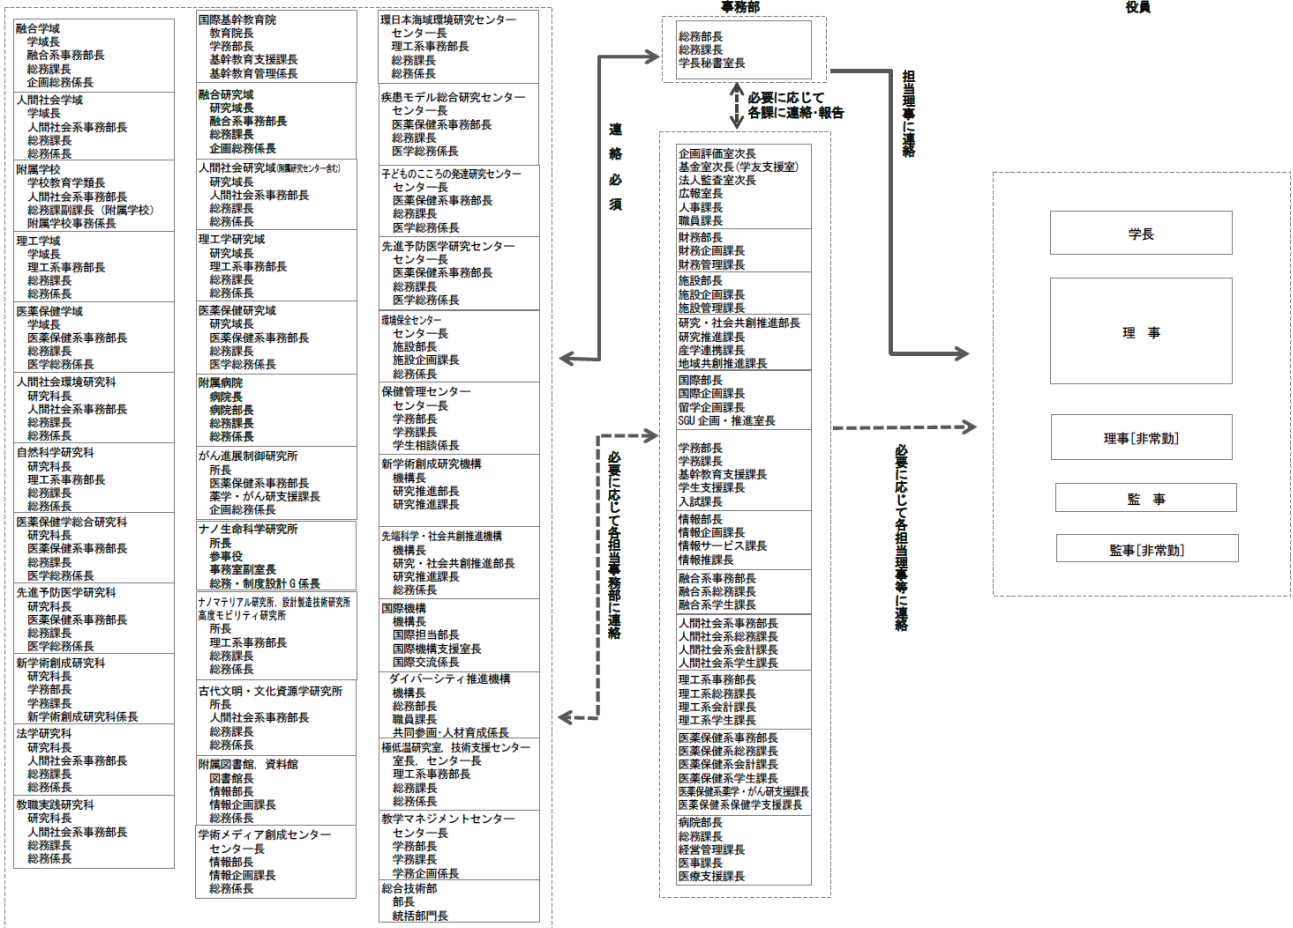 融合学域
学域長
融合系事務部長
総務課長
企画総務係長
人間社会学域
学域長
人間社会系事務部長
総務課長
総務係長
附属学校
学校教育学類長
人間社会系事務部長
総務課副課長（附属学校）
附属学校事務係長
理工学域
学域長
理工系事務部長
総務課長
総務係長
医薬保健学域
学域長
医薬保健系事務部長
総務課長
医学総務係長
人間社会環境研究科
研究科長
人間社会系事務部長
総務課長
総務係長
自然科学研究科
研究科長
理工系事務部長
総務課長
総務係長
医薬保健学総合研究科
研究科長
医薬保健系事務部長
総務課長
医学総務係長
先進予防医学研究科
研究科長
医薬保健系事務部長
総務課長
医学総務係長
新学術創成研究科
研究科長
学務部長
学務課長
新学術創成研究科係長
法学研究科
研究科長
人間社会系事務部長
総務課長
総務係長
教職実践研究科
研究科長
人間社会系事務部長
総務課長
総務係長
国際基幹教育院
教育院長
学務部長
基幹教育支援課長
基幹教育管理係長
融合研究域
研究域長
融合系事務部長
総務課長
企画総務係長
人間社会研究域(附属研究センター含む)
研究域長
人間社会系事務部長
総務課長
総務係長
理工学研究域
研究域長
理工系事務部長
総務課長
総務係長
医薬保健研究域
研究域長
医薬保健系事務部長
総務課長
医学総務係長
附属病院
病院長
病院部長
総務課長
総務係長
がん進展制御研究所
所長
医薬保健系事務部長
薬学・がん研支援課長
企画総務係長
ナノ生命科学研究所
所長
参事役
事務室副室長
総務・制度設計Ｇ係長
ナノマテリアル研究所, 設計製造技術研究所
高度モビリティ研究所
所長
理工系事務部長
総務課長
総務係長
古代文明・文化資源学研究所
所長
人間社会系事務部長
総務課長
総務係長
附属図書館, 資料館
図書館長
情報部長
情報企画課長
総務係長
学術メディア創成センター
センター長
情報部長
情報企画課長
総務係長
環日本海域環境研究センター
センター長
理工系事務部長
総務課長
総務係長
疾患モデル総合研究センター
センター長
医薬保健系事務部長
総務課長
医学総務係長
子どものこころの発達研究センター
センター長
医薬保健系事務部長
総務課長
医学総務係長
先進予防医学研究センター
センター長
医薬保健系事務部長
総務課長
医学総務係長
環境保全センター
センター長
施設部長
施設企画課長
総務係長
保健管理センター
センター長
学務部長
学務課長
学生相談係長
新学術創成研究機構
機構長
研究推進部長
研究推進課長
先端科学・社会共創推進機構
機構長
研究・社会共創推進部長
研究推進課長
総務係長
国際機構
機構長
国際担当部長
国際機構支援室長
国際交流係長
ダイバーシティ推進機構
機構長
総務部長
職員課長
共同参画・人材育成係長
極低温研究室, 技術支援センター
室長, センター長
理工系事務部長
総務課長
総務係長
教学マネジメントセンター
センター長
学務部長
学務課長
学務企画係長
総合技術部
部長
統括部門長
連絡必須
必要に応じて各担当事務部に連絡
事務部
総務部長
総務課長
学長秘書室長
必要に応じて
各課に連絡・報告
企画評価室次長
基金室次長(学友支援室)
法人監査室次長
広報室長
人事課長
職員課長
財務部長
財務企画課長
財務管理課長
施設部長
施設企画課長
施設管理課長
研究・社会共創推進部長
研究推進課長
産学連携課長
地域共創推進課長
国際部長
国際企画課長
留学企画課長
SGU 企画・推進室長
学務部長
学務課長
基幹教育支援課長
学生支援課長
入試課長
情報部長
情報企画課長
情報サービス課長
情報推課長
融合系事務部長
融合系総務課長
融合系学生課長
人間社会系事務部長
人間社会系総務課長
人間社会系会計課長
人間社会系学生課長
理工系事務部長
理工系総務課長
理工系会計課長
理工系学生課長
医薬保健系事務部長
医薬保健系総務課長
医薬保健系会計課長
医薬保健系学生課長
医薬保健系薬学・がん研支援課長
医薬保健系保健学支援課長
病院部長
総務課長
経営管理課長
医事課長
医療支援課長
担当理事に連絡
必要に応じて各担当理事等に連絡
役員
学長
理　事
理事[非常勤]
監　事
監事[非常勤]